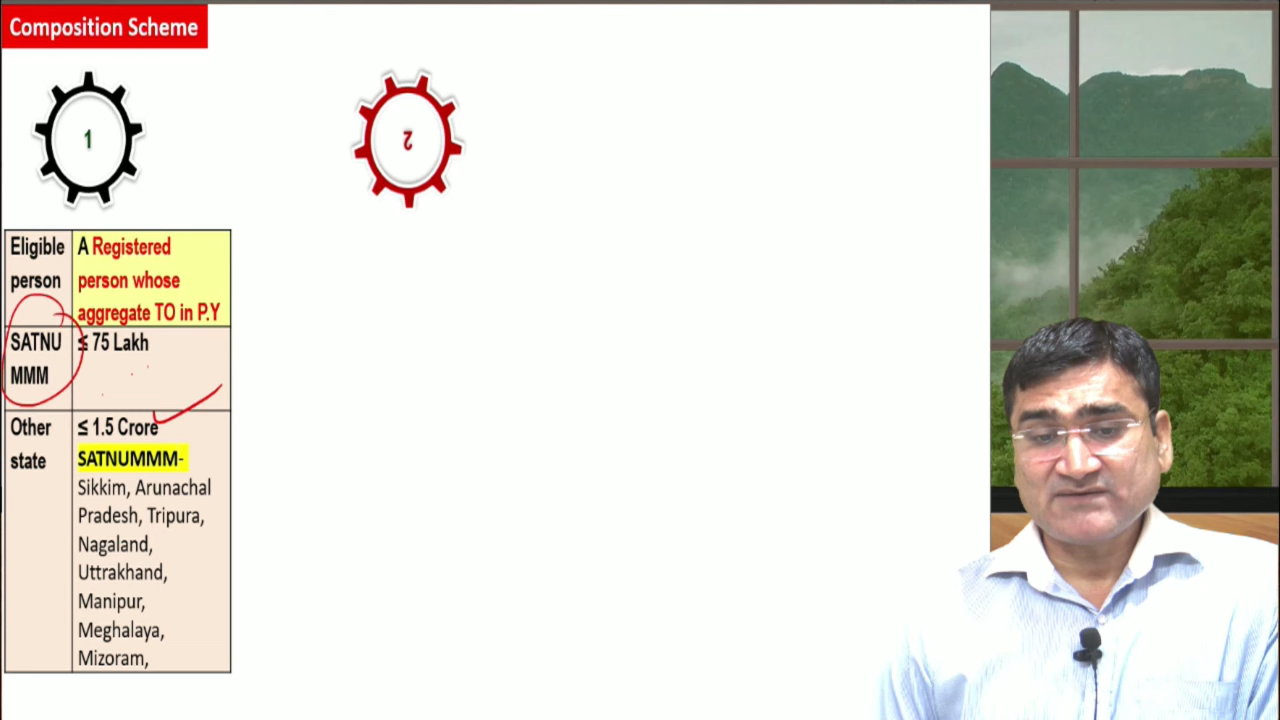 Composition Scheme
1
2
Eligible person
A Registered person whose aggregate TO in P.Y
SATNU
MMM
≤ 75 Lakh
Other state
≤ 1.5 Crore
SATNUMMM-
Sikkim, Arunachal
Pradesh, Tripura,
Nagaland,
Uttrakhand,
Manipur,
Meghalaya,
Mizoram,